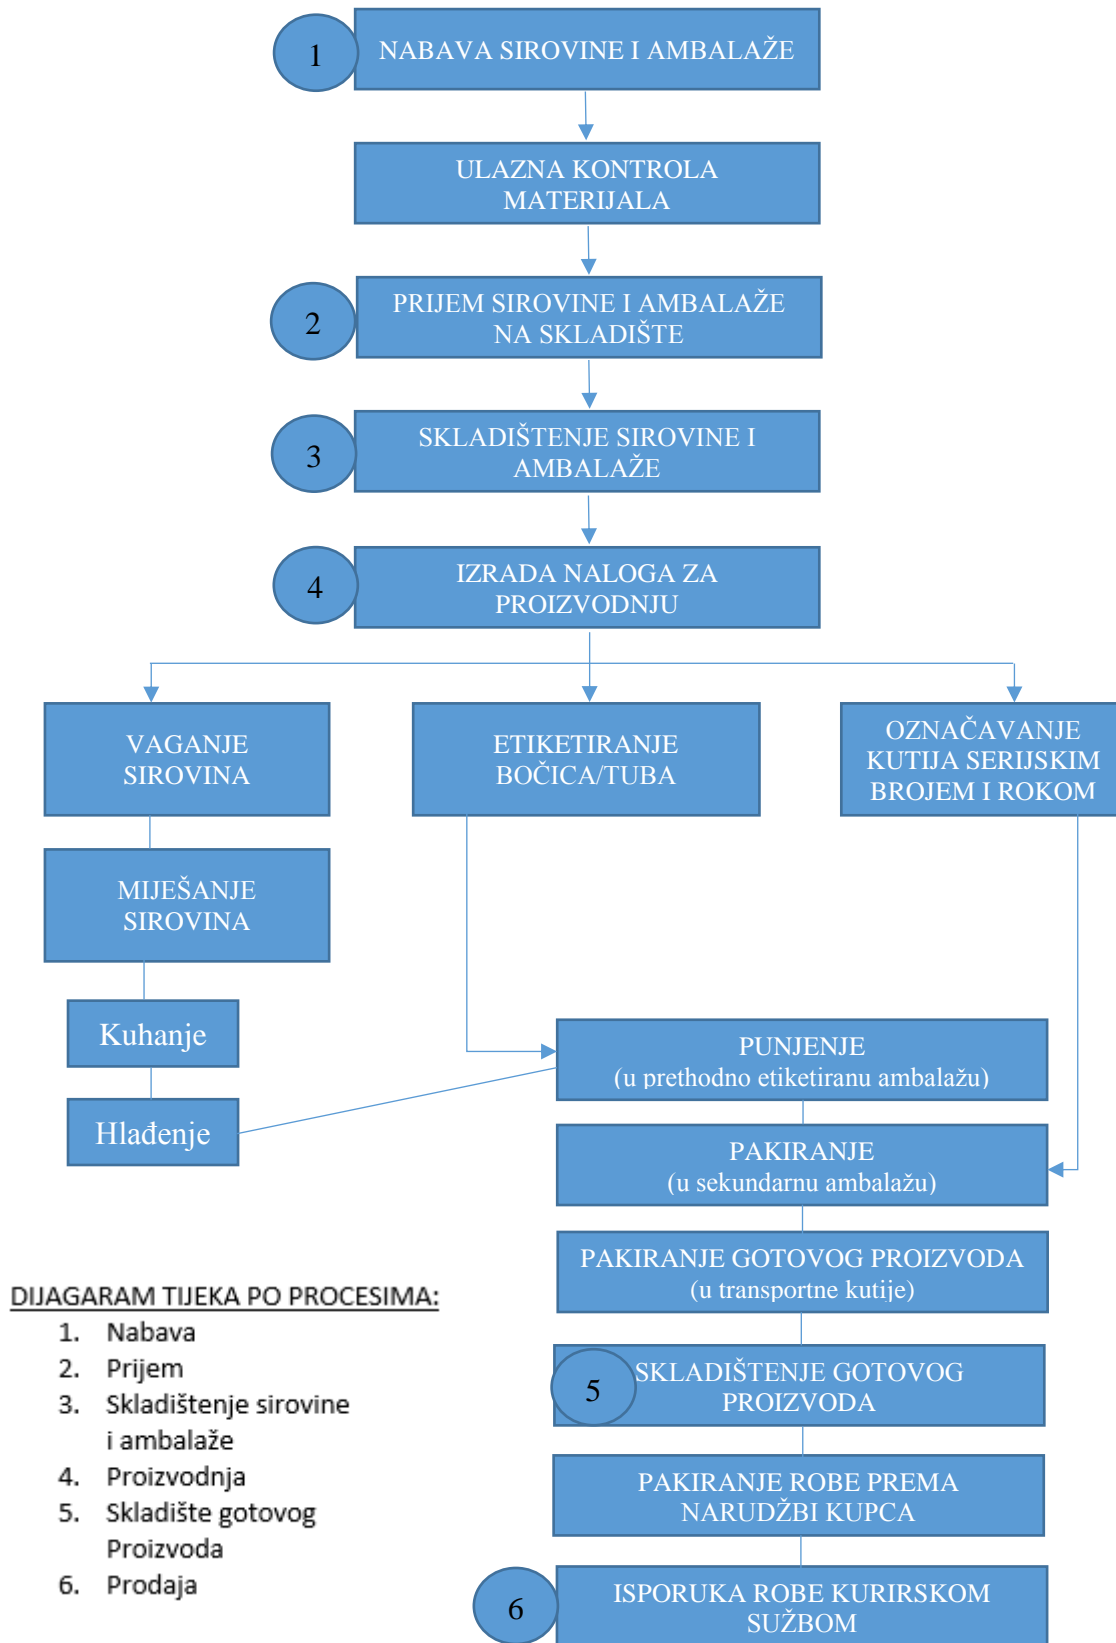 1
NABAVA SIROVINE I AMBALAŽE
ULAZNA KONTROLA
MATERIJALA
2
PRIJEM SIROVINE I AMBALAŽE
NA SKLADIŠTE
3
SKLADIŠTENJE SIROVINE I
AMBALAŽE
4
IZRADA NALOGA ZA
PROIZVODNJU
VAGANJE
SIROVINA
ETIKETIRANJE
BOČICA/TUBA
OZNAČAVANJE
KUTIJA SERIJSKIM
BROJEM I ROKOM
MIJEŠANJE
SIROVINA
Kuhanje
Hlađenje
PUNJENJE
(u prethodno etiketiranu ambalažu)
PAKIRANJE
(u sekundarnu ambalažu)
PAKIRANJE GOTOVOG PROIZVODA
(u transportne kutije)
5
SKLADIŠTENJE GOTOVOG
PROIZVODA
PAKIRANJE ROBE PREMA
NARUDŽBI KUPCA
6
ISPORUKA ROBE KURIRSKOM
SUŽBOM
DIJAGARAM TIJEKA PO PROCESIMA:
1. Nabava
2. Prijem
3. Skladištenje sirovine
i ambalaže
4. Proizvodnja
5. Skladište gotovog
Proizvoda
6. Prodaja